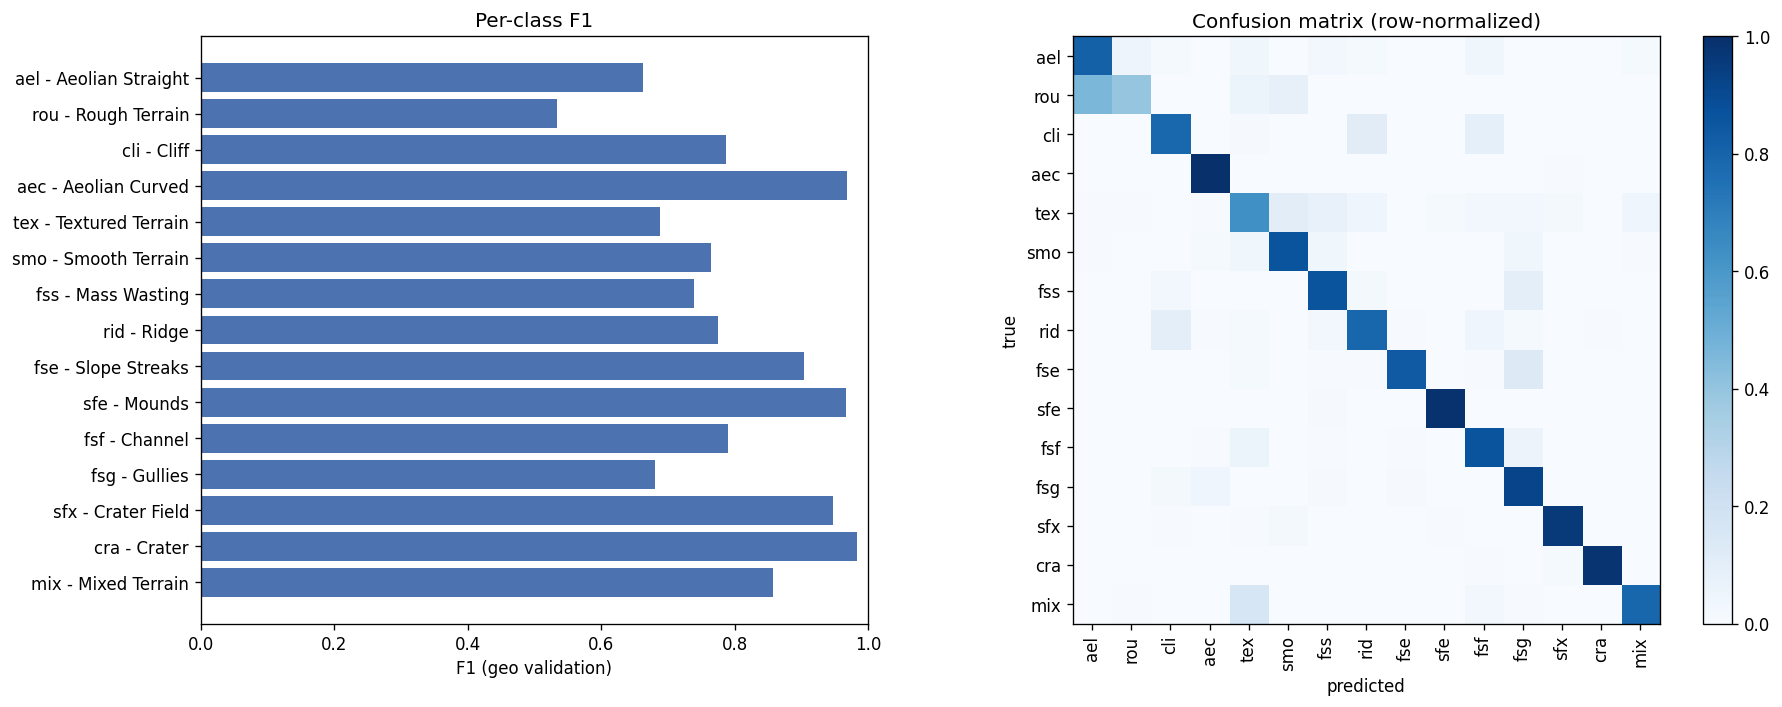 Per-class F1
ael - Aeolian Straight
rou - Rough Terrain
cli - Cliff
aec - Aeolian Curved
tex - Textured Terrain
smo - Smooth Terrain
fss - Mass Wasting
rid - Ridge
fse - Slope Streaks
sfe - Mounds
fsf - Channel
fsg - Gullies
sfx - Crater Field
cra - Crater
mix - Mixed Terrain
0.0 0.2 0.4 0.6 0.8 1.0
F1 (geo validation)
Confusion matrix (row-normalized)
true
ael
rou
cli
aec
tex
smo
fss
rid
fse
sfe
fsf
fsg
sfx
cra
mix
ael rou cli aec tex smo fss rid fse sfe fsf fsg sfx cra mix
predicted
1.0
0.8
0.6
0.4
0.2
0.0